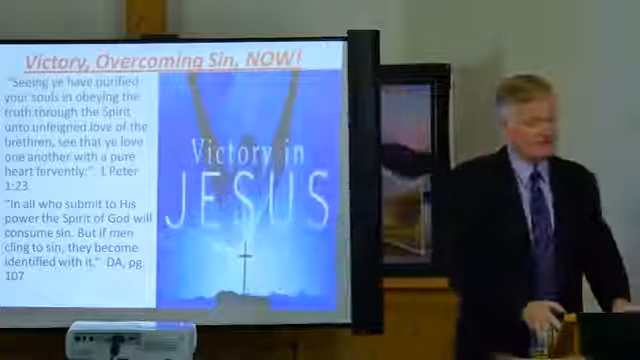 Victory, Overcoming Sin, NOW!
"Seeing ye have purified
your souls in obeying the
truth through the Spirit
unto unfeigned love of the
brethren, see that ye love
one another with a pure
heart fervently:" 1 Peter
1:23.
"In all who submit to His
power the Spirit of God will
consume sin. But if men
cling to sin, they become
identified with it." DA, pg.
107
Victory in
JESUS